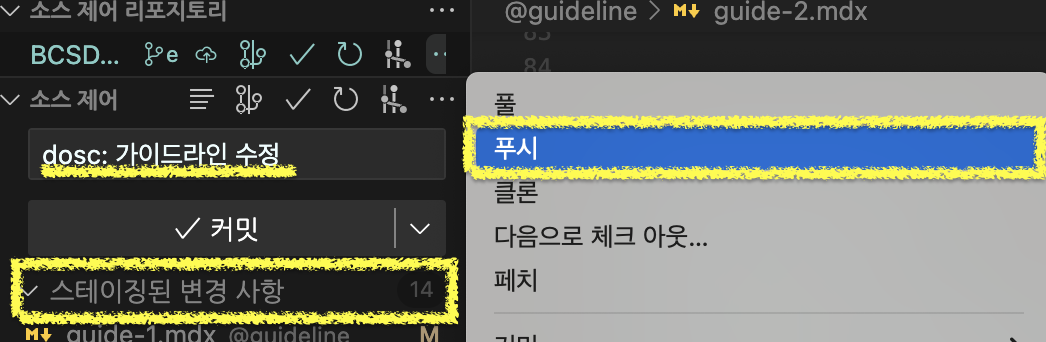 소스 제어 리포지토리
BCSD... e
소스 제어
dosc: 가이드라인 수정
커밋
스테이징된 변경 사항 14
guide-1.mdx @guideline M
@guideline > guide-2.mdx
84
풀
푸시
클론
다음으로 체크 아웃...
페치
커밋